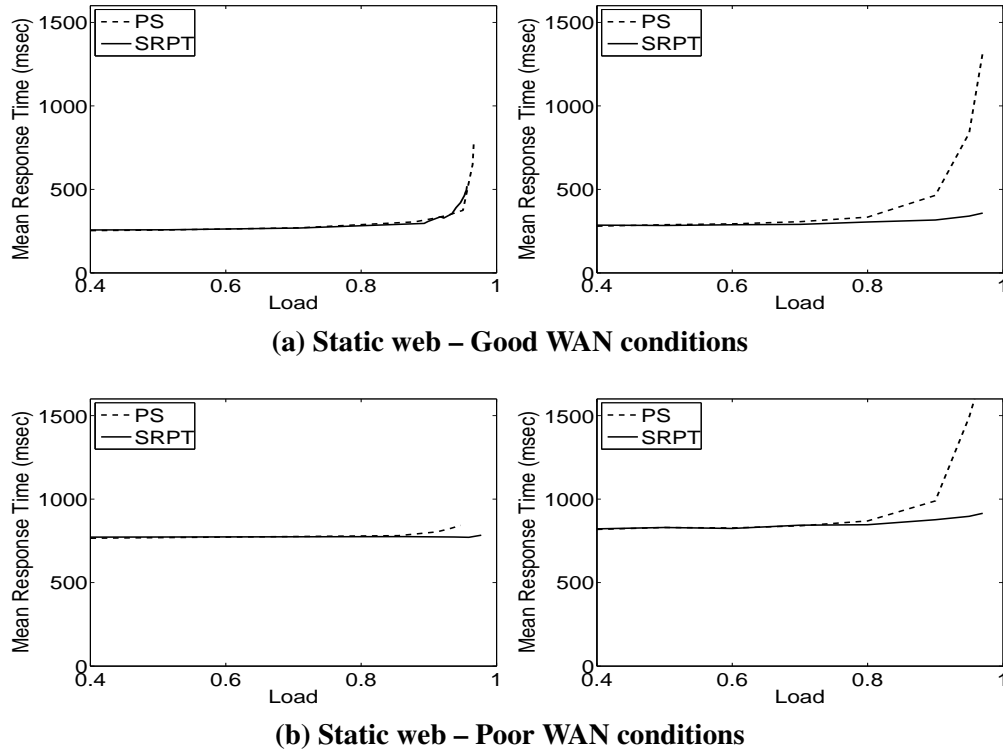 1500
1000
500
0
Mean Response Time (msec)
PS
SRPT
0.4
0.6
0.8
1
Load
1500
1000
500
0
Mean Response Time (msec)
PS
SRPT
0.4
0.6
0.8
1
Load
(a) Static web – Good WAN conditions
1500
1000
500
0
Mean Response Time (msec)
PS
SRPT
0.4
0.6
0.8
1
Load
1500
1000
500
0
Mean Response Time (msec)
PS
SRPT
0.4
0.6
0.8
1
Load
(b) Static web – Poor WAN conditions